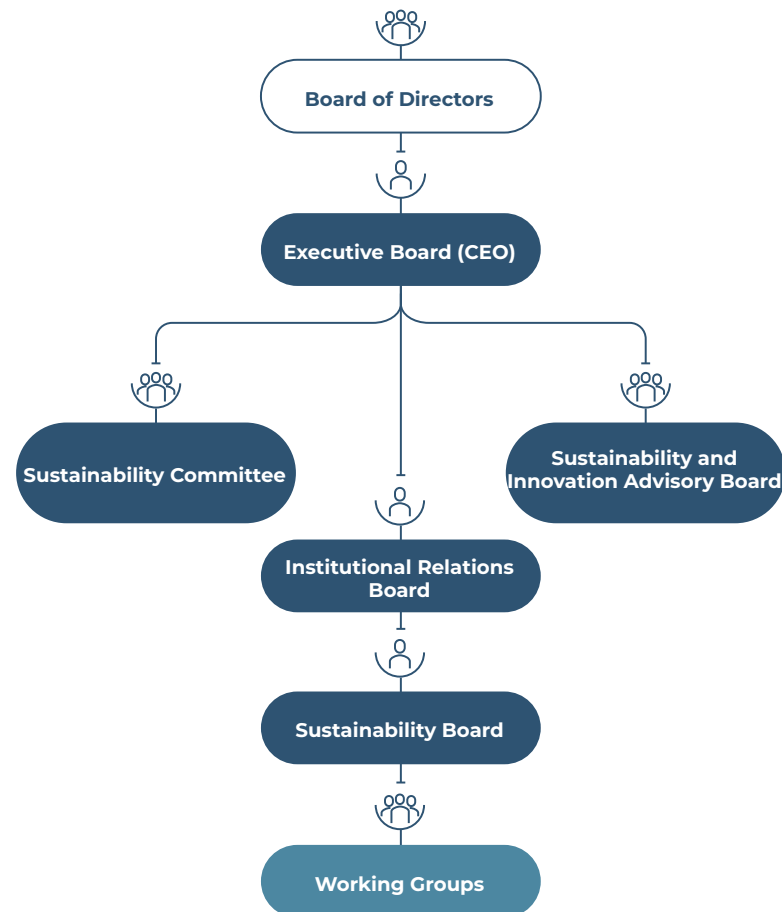 Board of Directors
Executive Board (CEO)
Sustainability Committee
Sustainability and
Innovation Advisory Board
Institutional Relations
Board
Sustainability Board
Working Groups